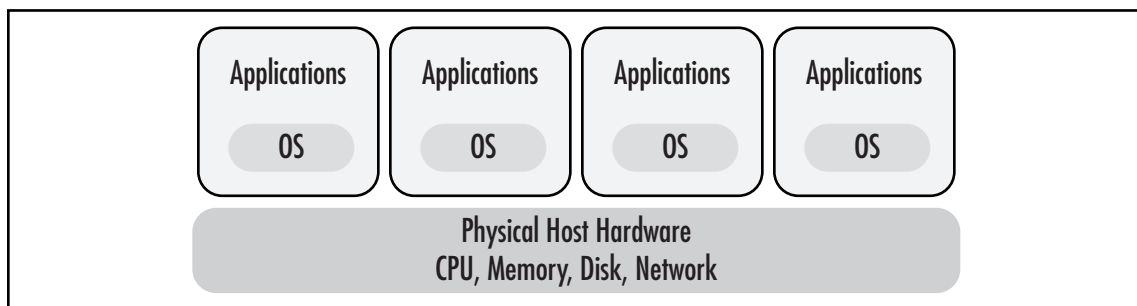 Applications Applications Applications Applications
OS OS OS OS
Physical Host Hardware
CPU, Memory, Disk, Network